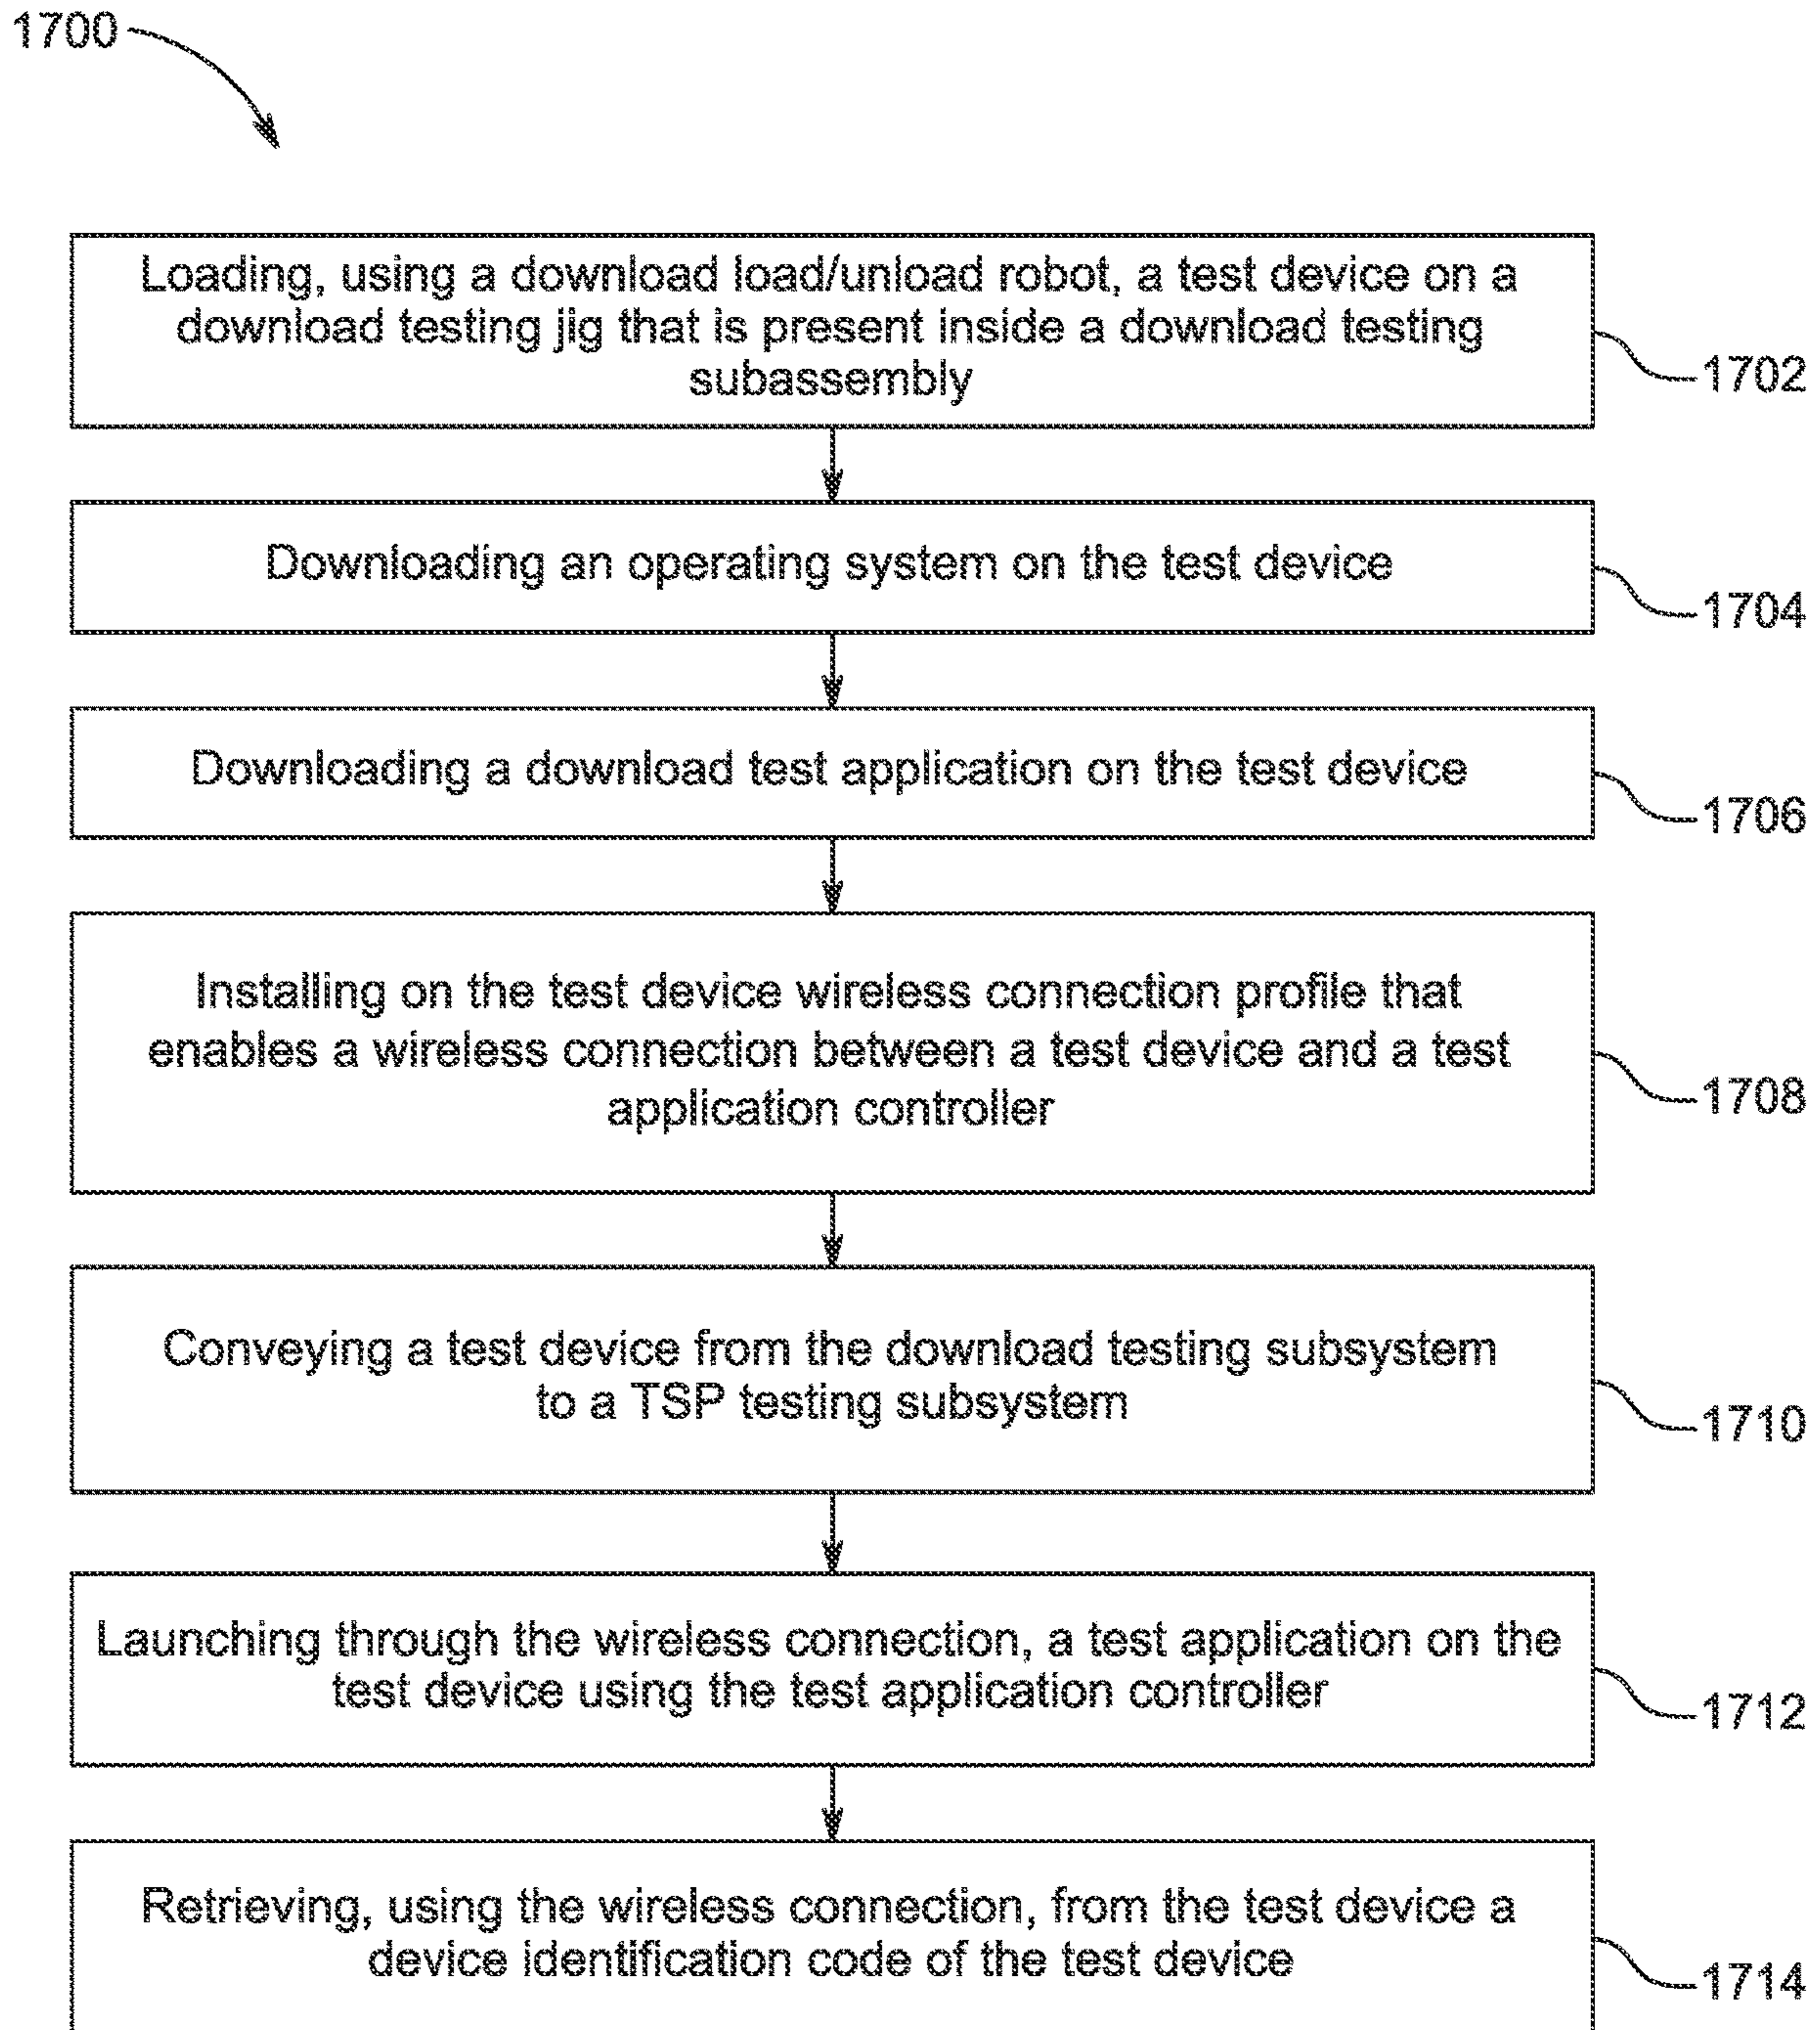 1700
Loading, using a download load/unload robot, a test device on a
download testing jig that is present inside a download testing
subassembly
1702
Downloading an operating system on the test device
1704
Downloading a download test application on the test device
1706
Installing on the test device wireless connection profile that
enables a wireless connection between a test device and a test
application controller
1708
Conveying a test device from the download testing subsystem
to a TSP testing subsystem
1710
Launching through the wireless connection, a test application on the
test device using the test application controller
1712
Retrieving, using the wireless connection, from the test device a
device identification code of the test device
1714